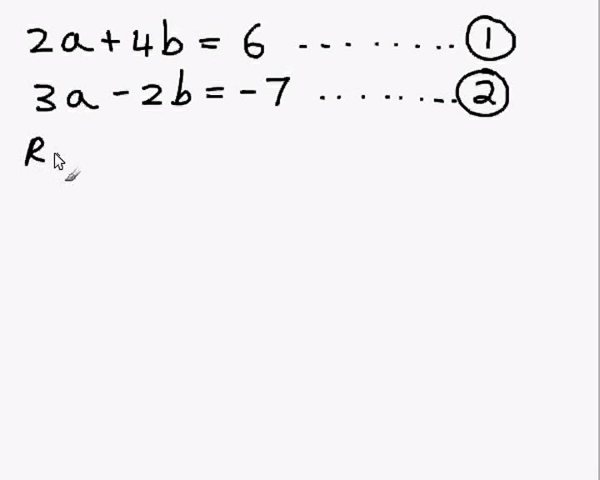 2a + 4b = 6 ......... ①
3a - 2b = -7 ......... ②
R